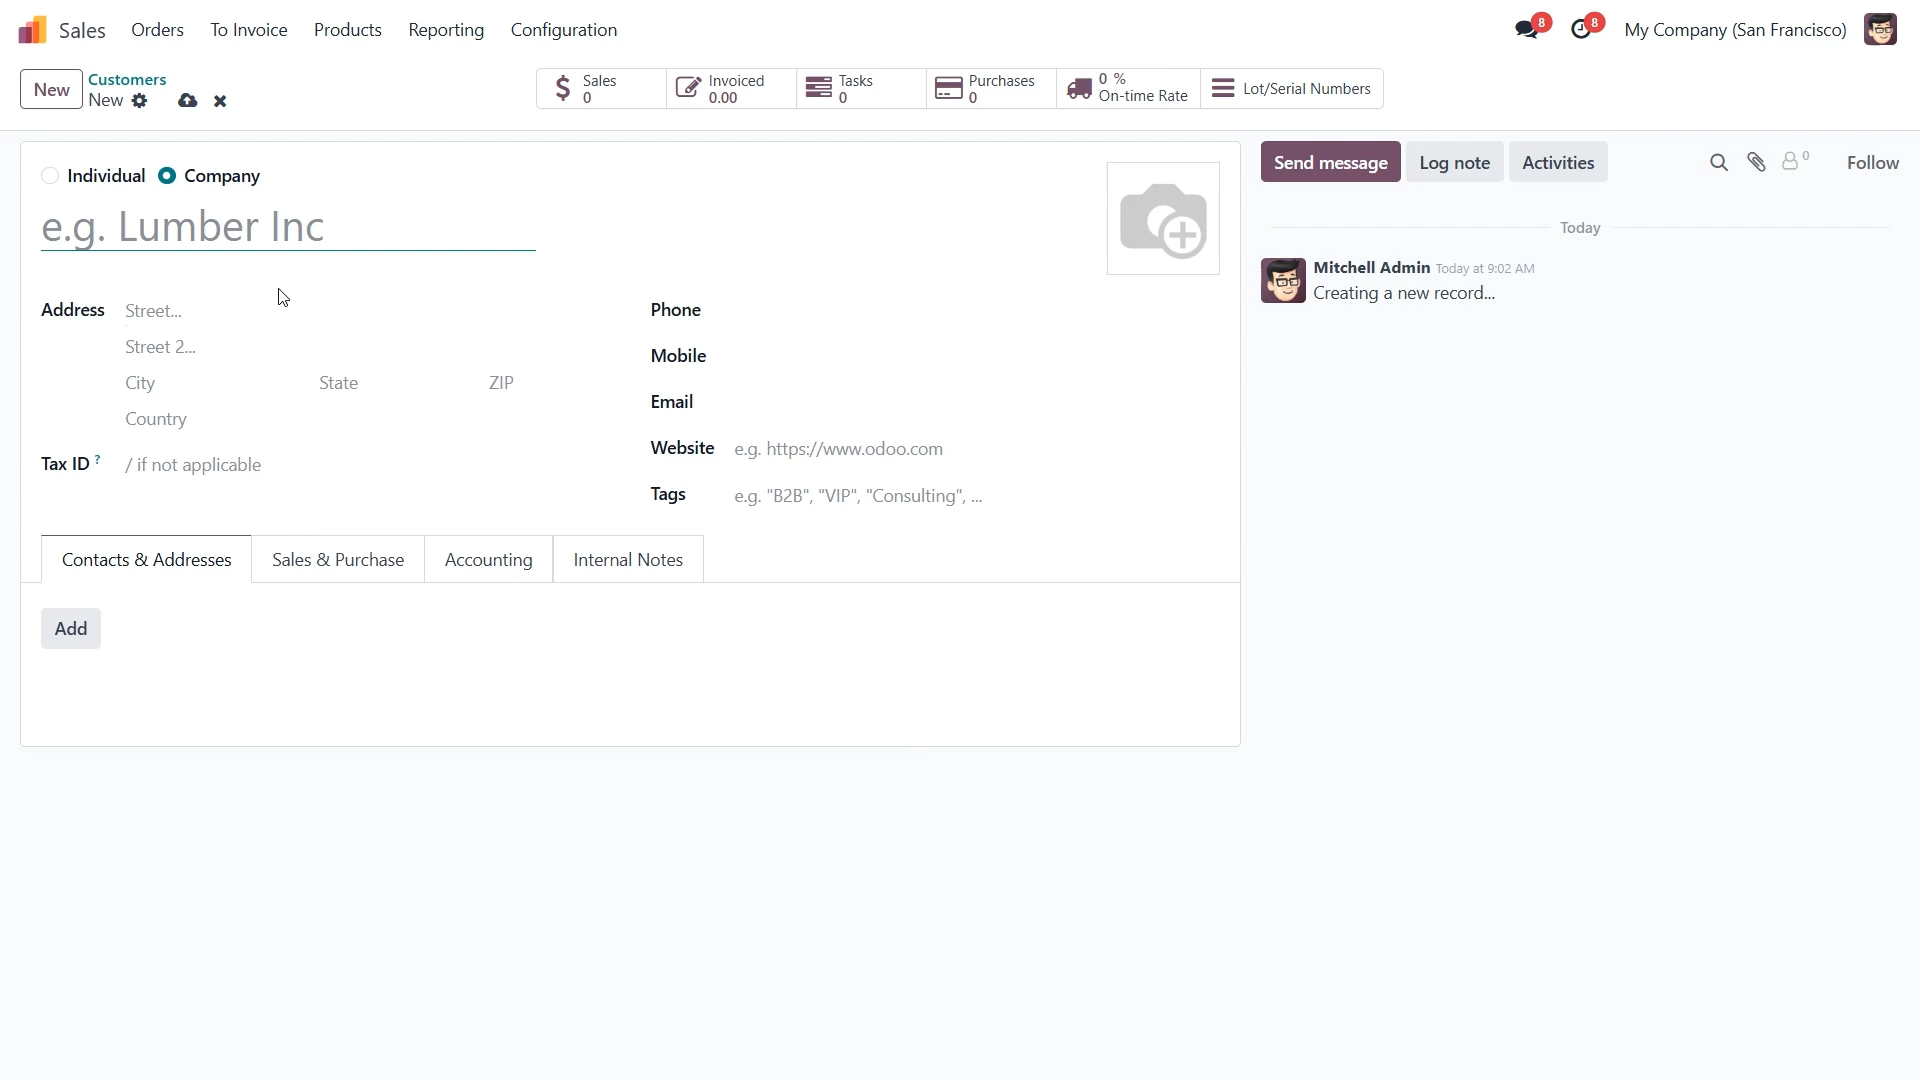 Sales Orders To Invoice Products Reporting Configuration 8 8 My Company (San Francisco)
New Customers
New
Sales
0
Invoiced
0.00
Tasks
0
Purchases
0
0 %
On-time Rate
Lot/Serial Numbers
Individual Company
e.g. Lumber Inc
Address Street...
Street 2...
City State ZIP
Country
Tax ID ? / if not applicable
Phone
Mobile
Email
Website e.g. https://www.odoo.com
Tags e.g. "B2B", "VIP", "Consulting", ...
Contacts & Addresses Sales & Purchase Accounting Internal Notes
Add
Send message Log note Activities 0 Follow
Today
Mitchell Admin Today at 9:02 AM
Creating a new record...